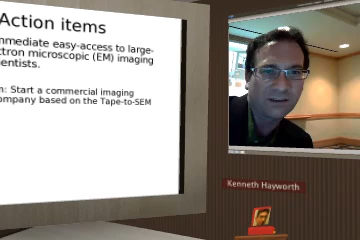 Action items
mmediate easy-access to large-
ctron microscopic (EM) imaging
entists.
n: Start a commercial imaging
ompany based on the Tape-to-SEM
Kenneth Hayworth